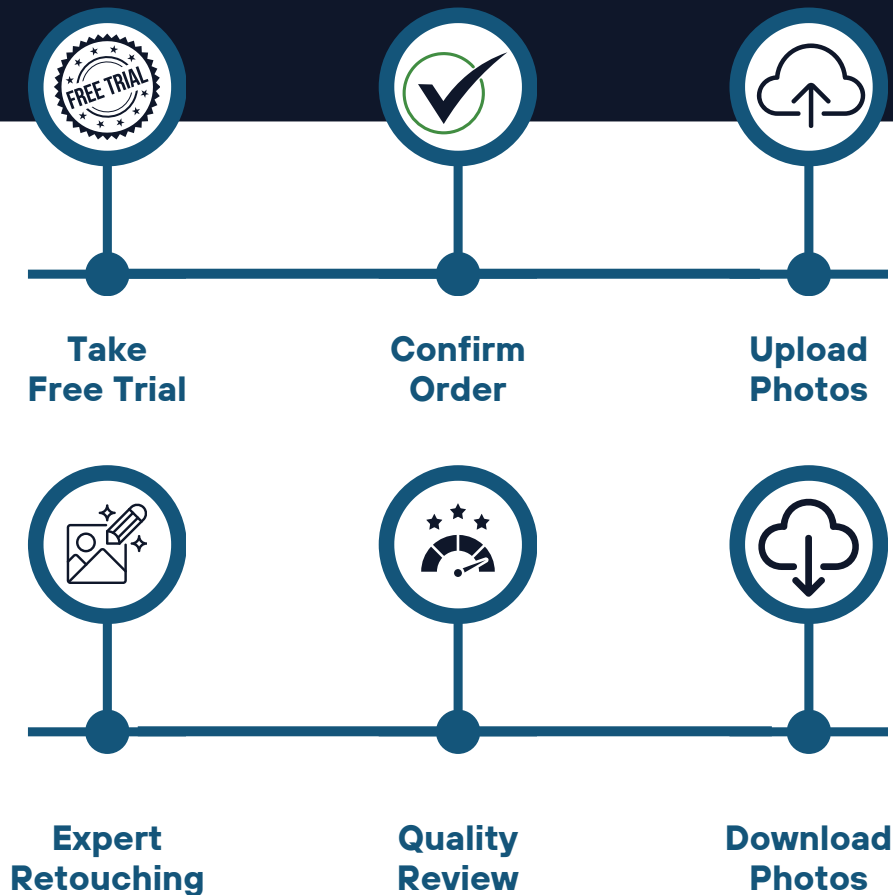 FREE TRIAL
Take
Free Trial
Confirm
Order
Upload
Photos
Expert
Retouching
Quality
Review
Download
Photos